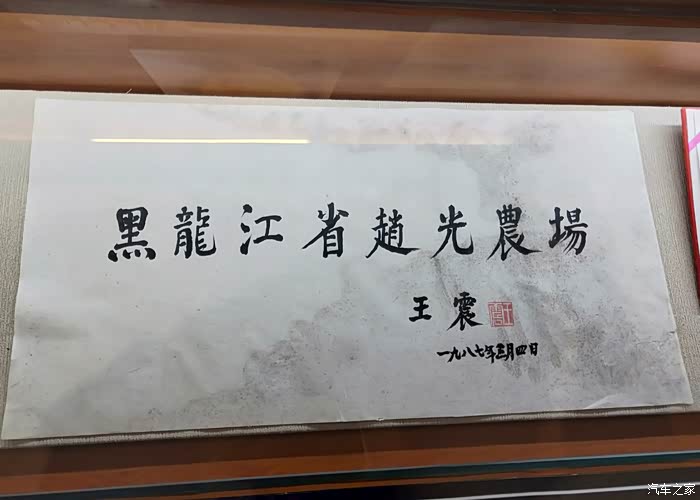 黑龍江省趙光農場
王震
一九八七年三月四日
汽车之家